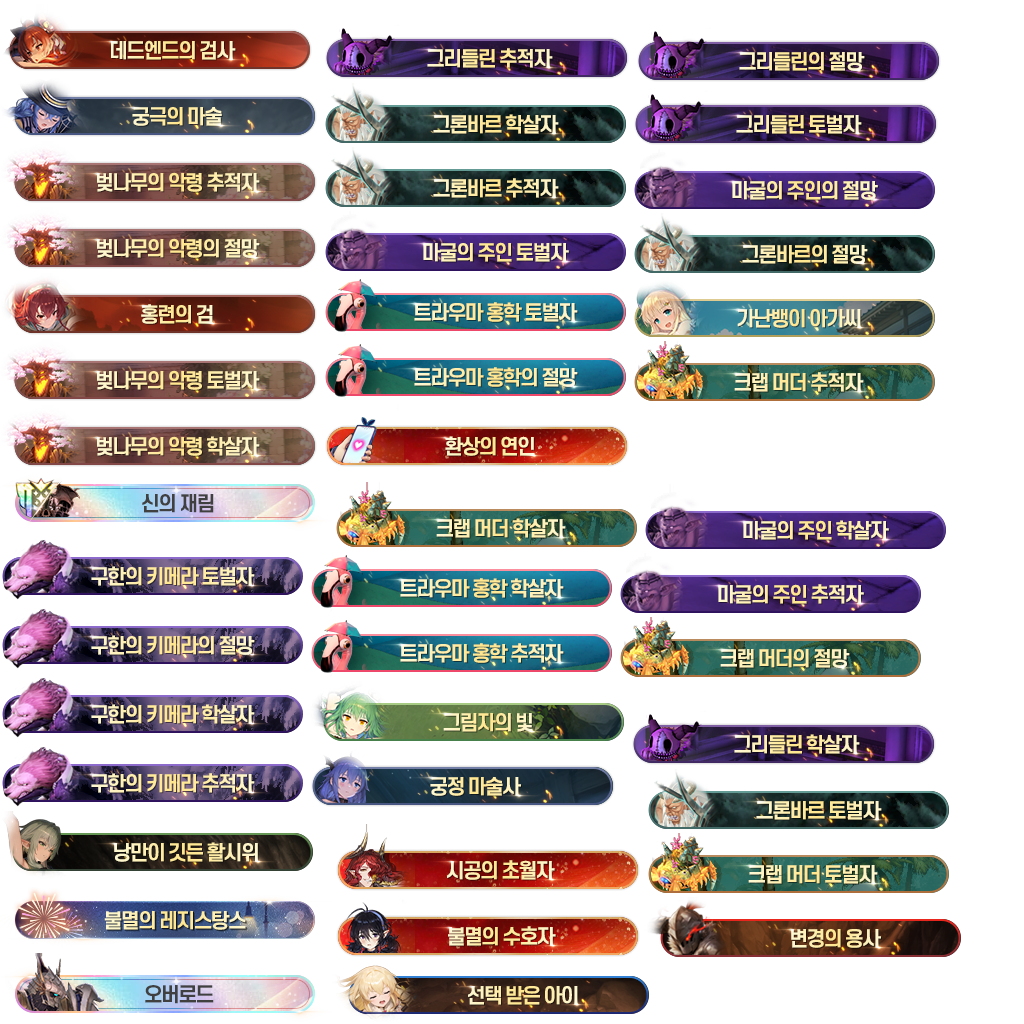 데드엔드의 검사
궁극의 마술
벚나무의 악령 추적자
벚나무의 악령의 절망
홍련의 검
벚나무의 악령 토벌자
벚나무의 악령 학살자
신의 재림
구한의 키메라 토벌자
구한의 키메라의 절망
구한의 키메라 학살자
구한의 키메라 추적자
낭만이 깃든 활시위
불멸의 레지스탕스
오버로드
그리들린 추적자
그론바르 학살자
그론바르 추적자
마굴의 주인 토벌자
트라우마 홍학 토벌자
트라우마 홍학의 절망
환상의 연인
크랩 머더 학살자
트라우마 홍학 학살자
트라우마 홍학 추적자
그림자의 빛
궁정 마술사
시공의 초월자
불멸의 수호자
선택 받은 아이
그리들린의 절망
그리들린 토벌자
마굴의 주인의 절망
그론바르의 절망
가난뱅이 아가씨
크랩 머더 추적자
마굴의 주인 학살자
마굴의 주인 추적자
크랩 머더의 절망
그리들린 학살자
그론바르 토벌자
크랩 머더 토벌자
변경의 용사